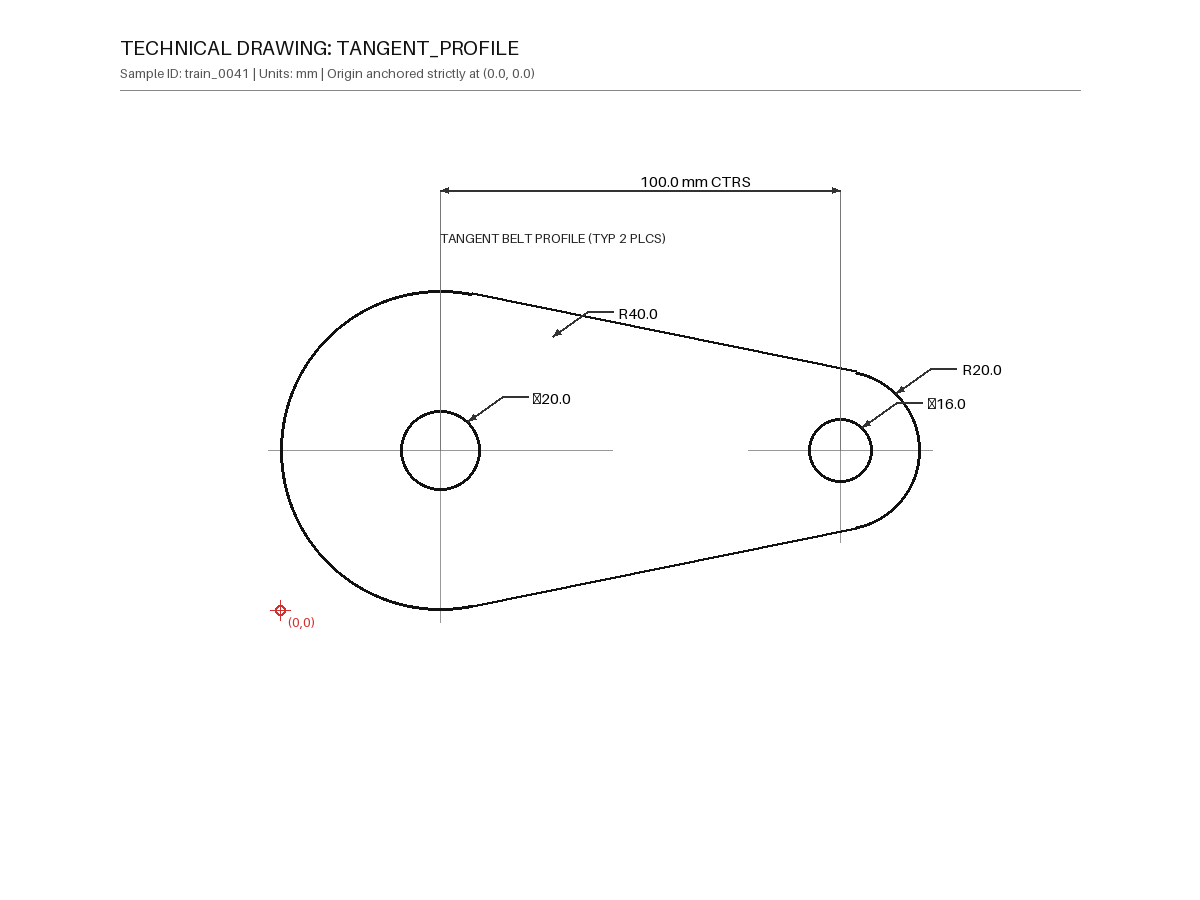 TECHNICAL DRAWING: TANGENT_PROFILE
Sample ID: train_0041 | Units: mm | Origin anchored strictly at (0.0, 0.0)
100.0 mm CTRS
TANGENT BELT PROFILE (TYP 2 PLCS)
R40.0
R20.0
20.0
16.0
(0,0)